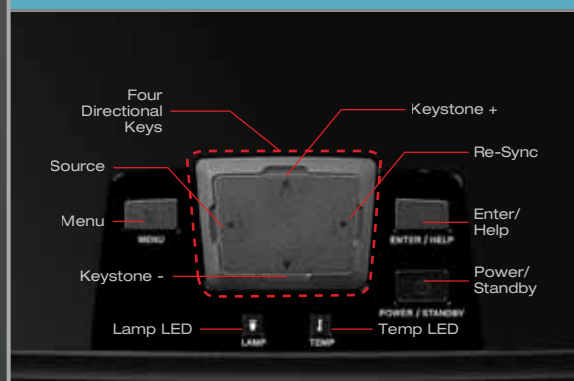 Four
Directional
Keys
Keystone +
Source
Re-Sync
Menu
MENU
Enter/
Help
ENTER / HELP
Keystone -
Power/
Standby
POWER / STANDBY
Lamp LED
LAMP
TEMP
Temp LED